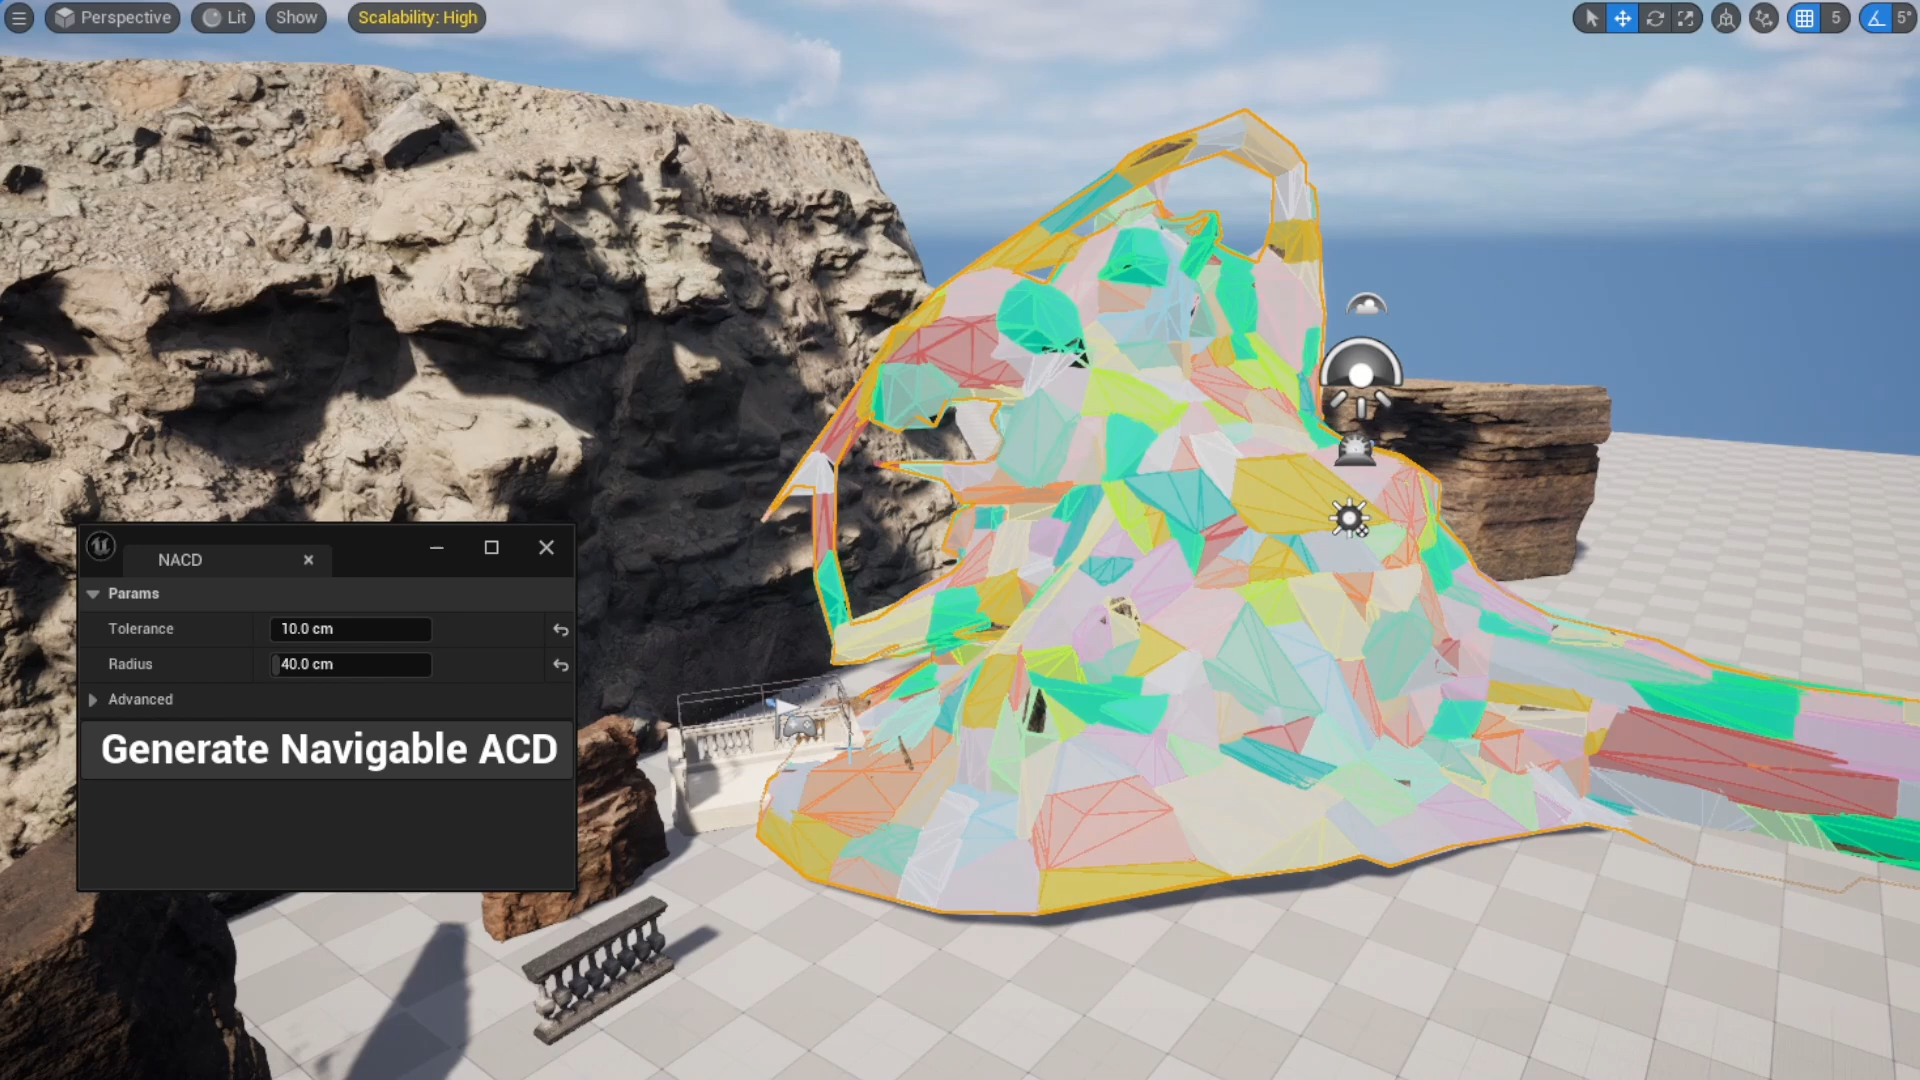 Perspective
Lit
Show
Scalability: High
5
5°
NACD
Params
Tolerance
10.0 cm
Radius
40.0 cm
Advanced
Generate Navigable ACD